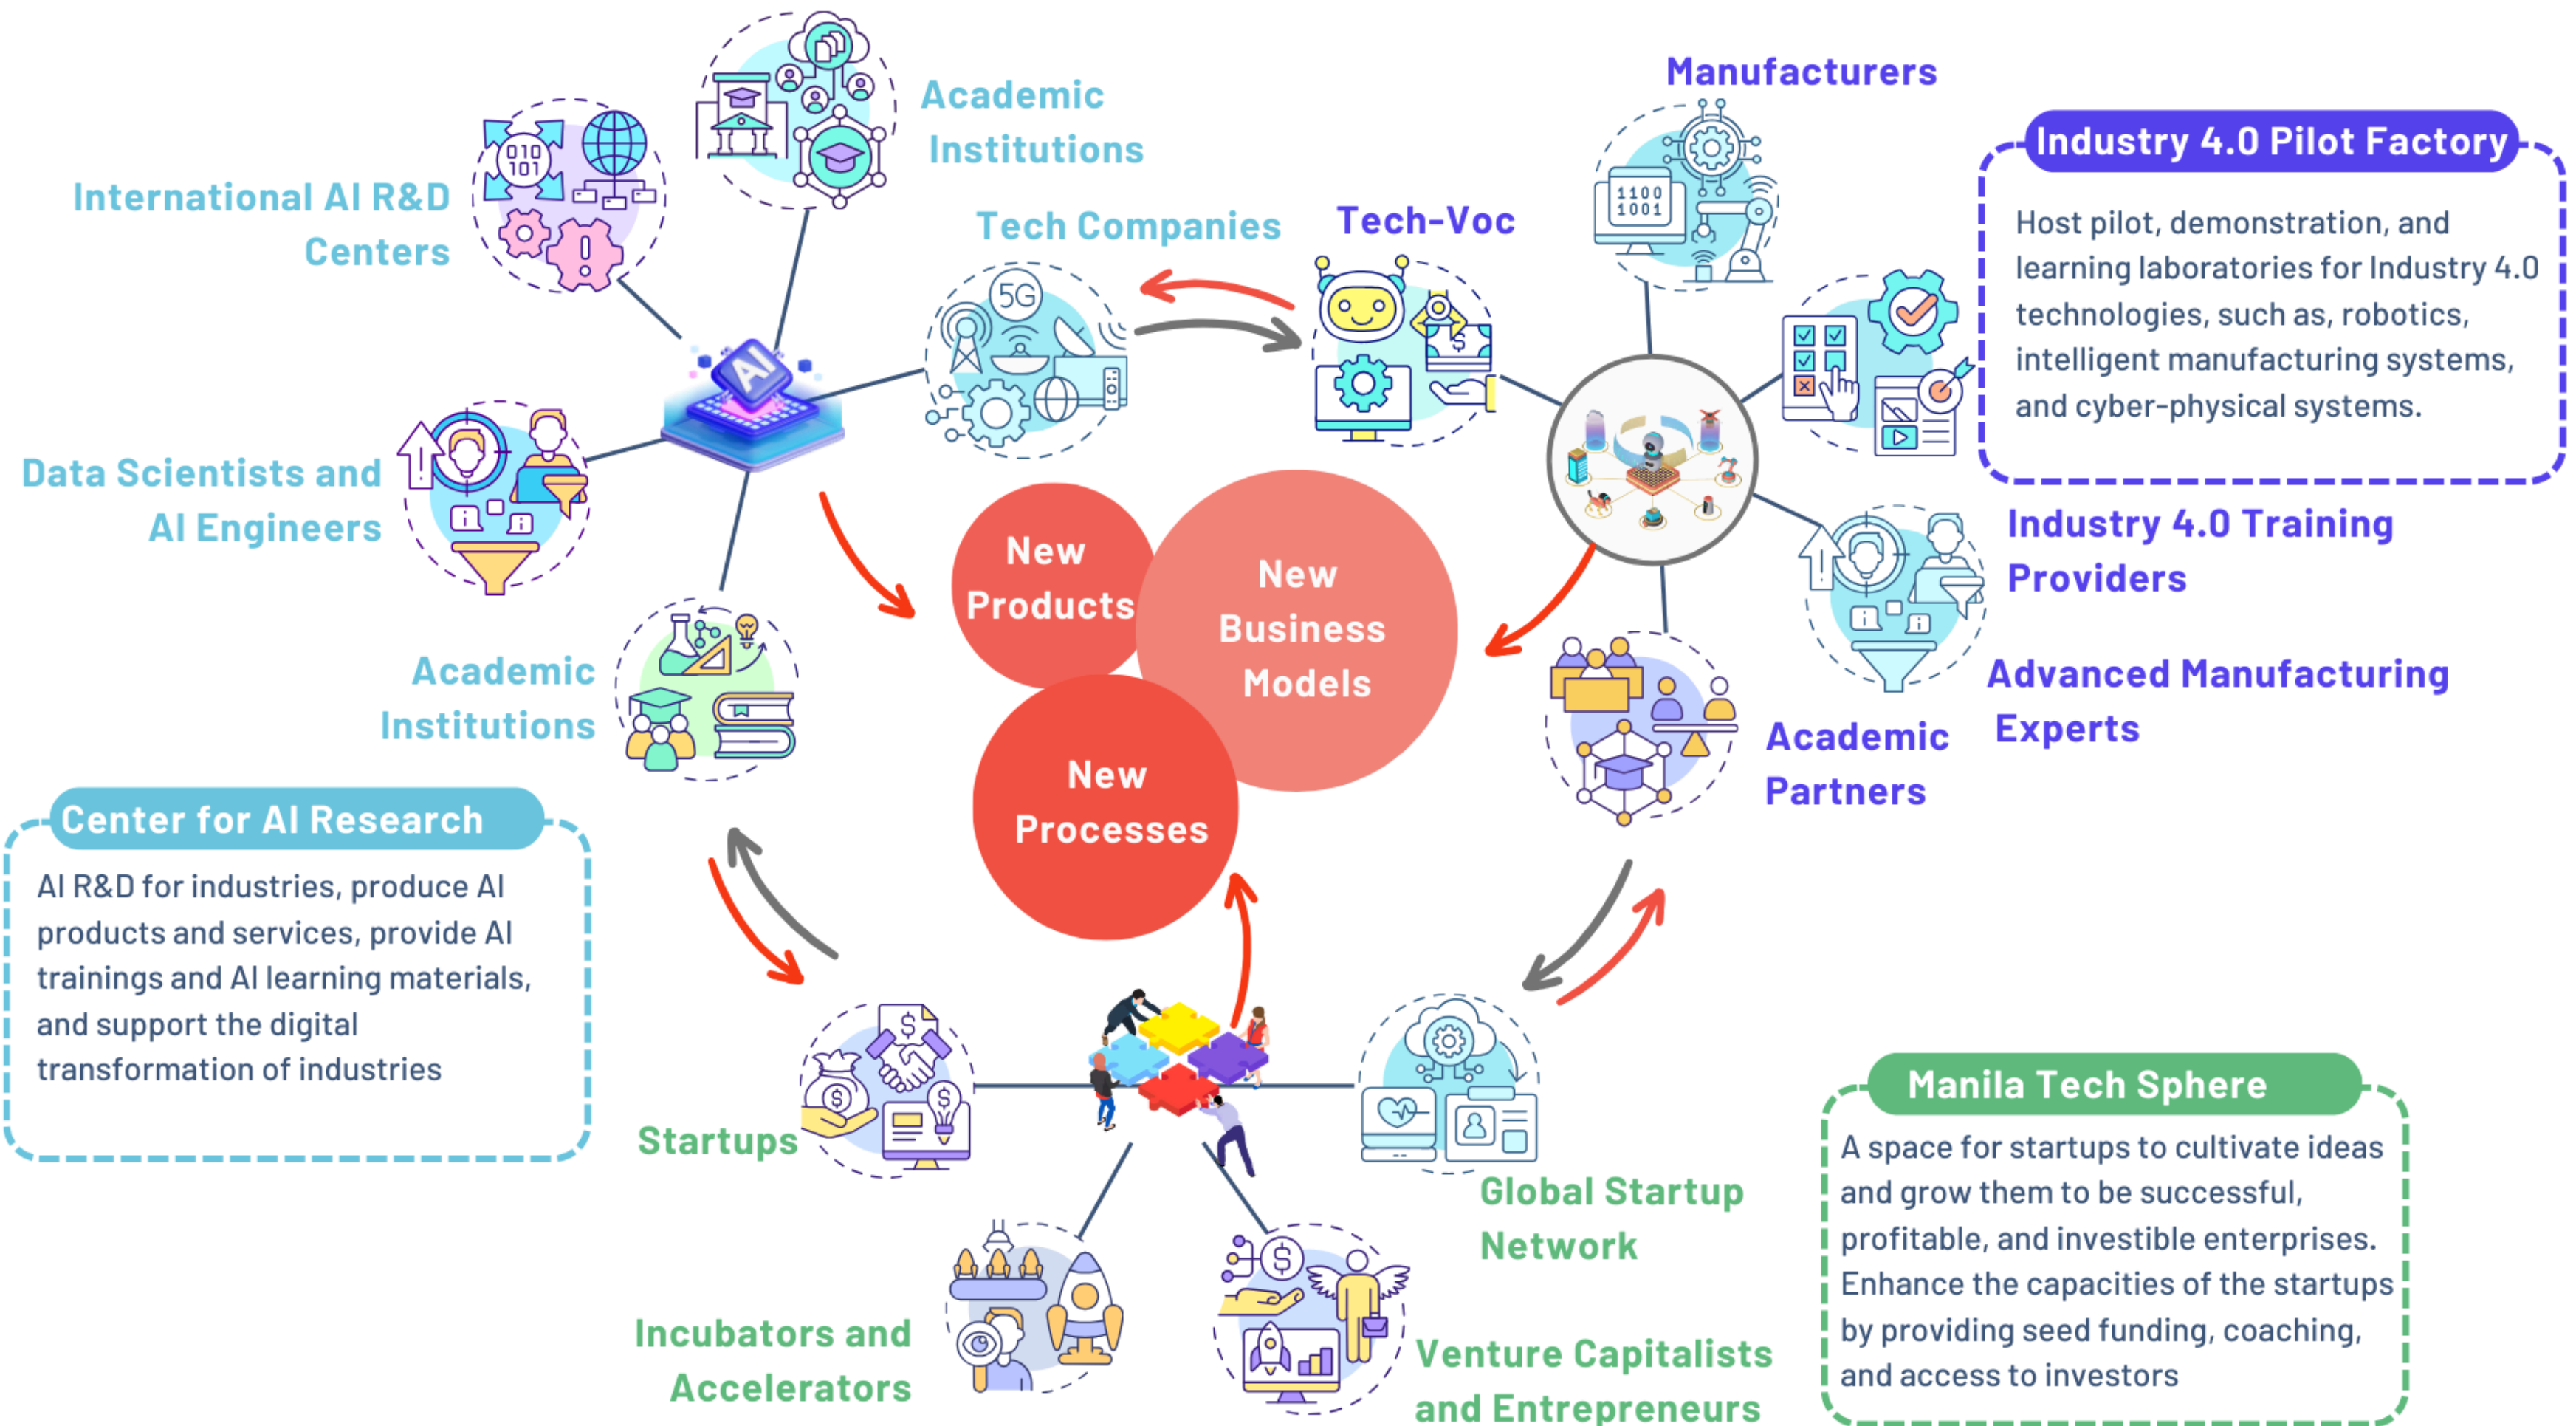 Academic
Institutions
International AI R&D
Centers
Tech Companies
Data Scientists and
AI Engineers
AI
Academic
Institutions
010
101
5G
Center for AI Research
AI R&D for industries, produce AI
products and services, provide AI
trainings and AI learning materials,
and support the digital
transformation of industries
New
Products
New
Business
Models
New
Processes
Tech-Voc
Manufacturers
1100
1001
Industry 4.0 Pilot Factory
Host pilot, demonstration, and
learning laboratories for Industry 4.0
technologies, such as, robotics,
intelligent manufacturing systems,
and cyber-physical systems.
Industry 4.0 Training
Providers
Advanced Manufacturing
Experts
Academic
Partners
Startups
Incubators and
Accelerators
Global Startup
Network
Venture Capitalists
and Entrepreneurs
Manila Tech Sphere
A space for startups to cultivate ideas
and grow them to be successful,
profitable, and investible enterprises.
Enhance the capacities of the startups
by providing seed funding, coaching,
and access to investors